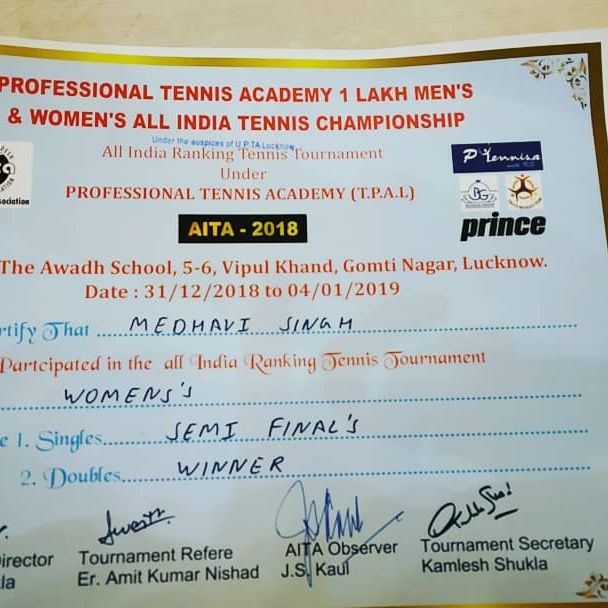 PROFESSIONAL TENNIS ACADEMY 1 LAKH MEN'S
& WOMEN'S ALL INDIA TENNIS CHAMPIONSHIP
Under the auspices of U.P.TA Lucknow
All India Ranking Tennis Tournament
Under
PROFESSIONAL TENNIS ACADEMY (T.P.A.L)
sociation
P Tennisa
prince
AITA - 2018
The Awadh School, 5-6, Vipul Khand, Gomti Nagar, Lucknow.
Date : 31/12/2018 to 04/01/2019
rtify That MEDHAVI SINGH
Partcipated in the all India Ranking Tennis Tournament
WOMENS'S
e 1. Singles SEMI FINAL'S
2. Doubles WINNER
Director
Tournament Refere
AITA Observer
Tournament Secretary
la
Er. Amit Kumar Nishad
J.S. Kaul
Kamlesh Shukla